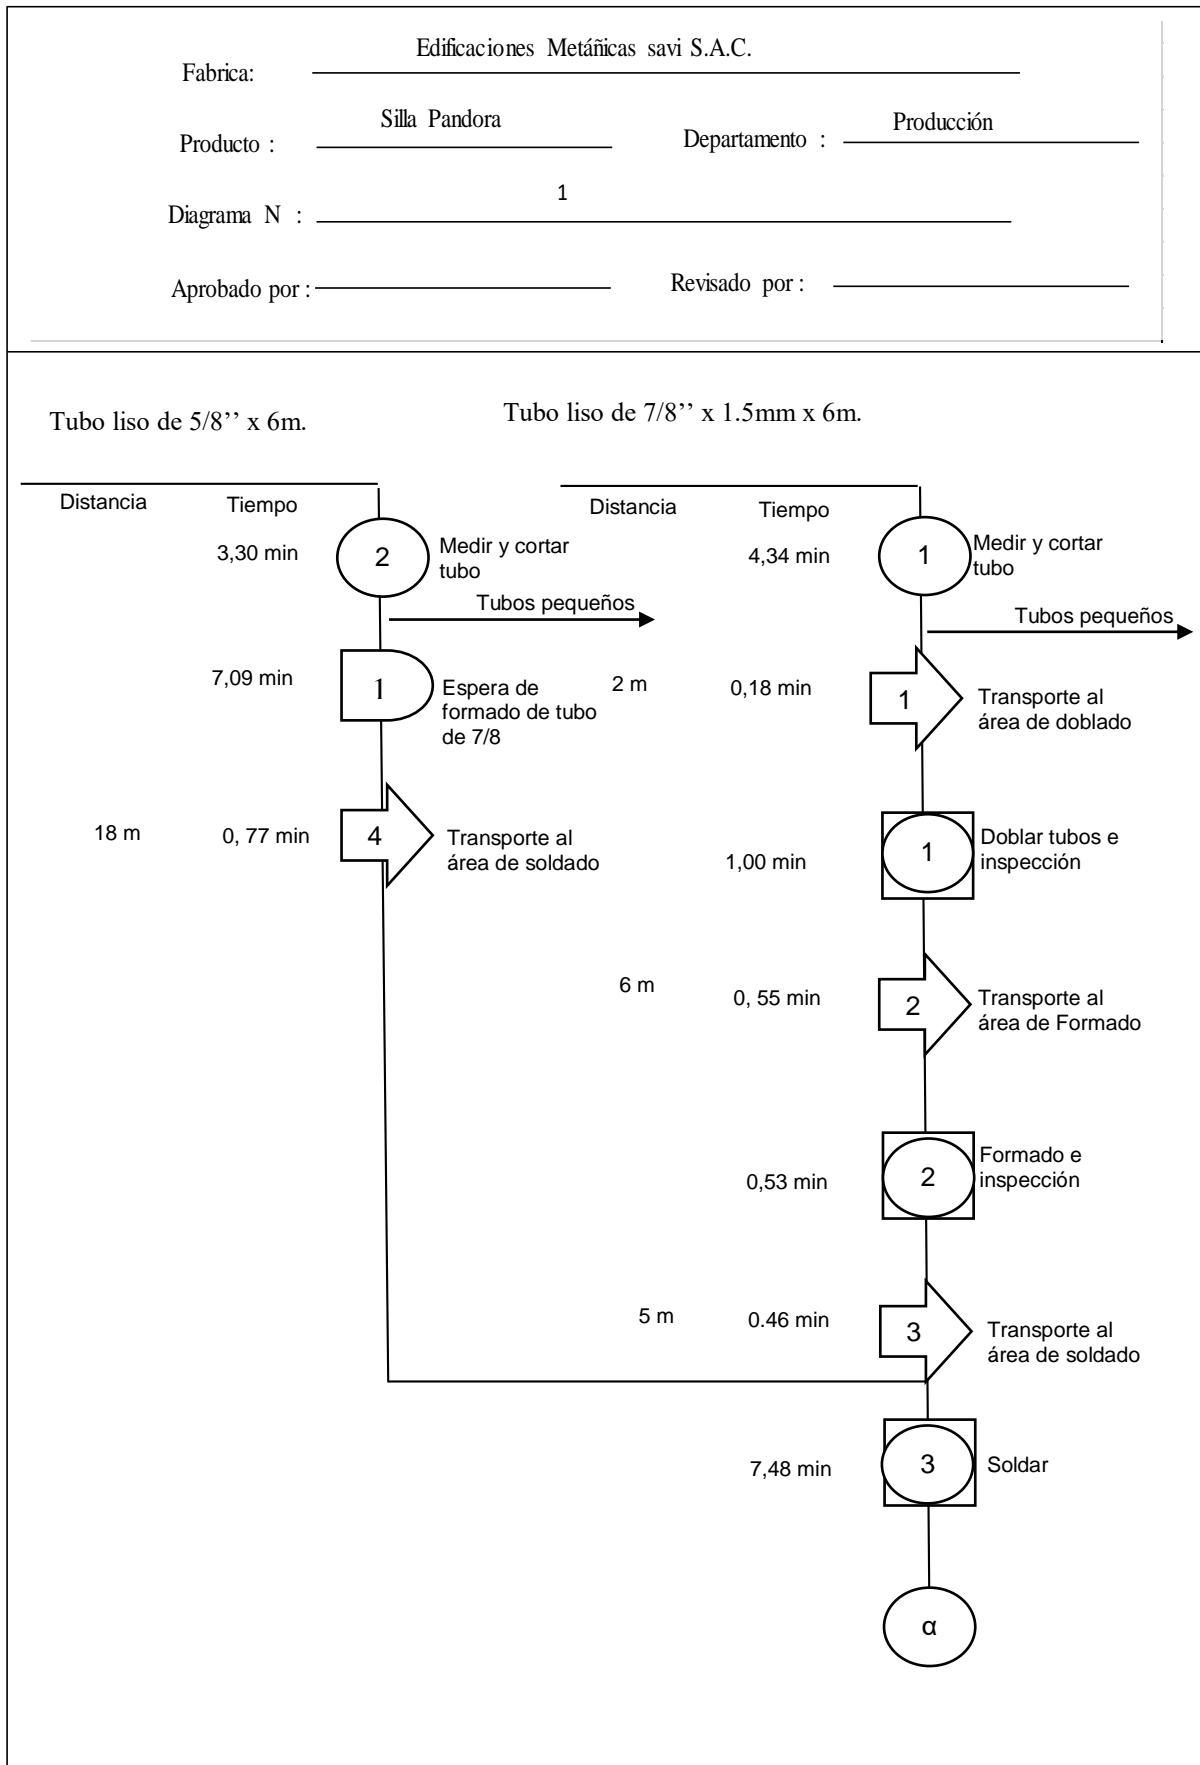 Edificaciones Metáñicas savi S.A.C.
Fabrica:
Silla Pandora
Producto :
Producción
Departamento :
1
Diagrama N :
Aprobado por :
Revisado por :
Tubo liso de 5/8’’ x 6m.
Tubo liso de 7/8’’ x 1.5mm x 6m.
Distancia
Tiempo
3,30 min
2
Medir y cortar
tubo
Tubos pequeños
7,09 min
1
Espera de
formado de tubo
de 7/8
18 m
0, 77 min
4
Transporte al
área de soldado
Distancia
Tiempo
4,34 min
1
Medir y cortar
tubo
Tubos pequeños
2 m
0,18 min
1
Transporte al
área de doblado
1,00 min
1
Doblar tubos e
inspección
6 m
0, 55 min
2
Transporte al
área de Formado
0,53 min
2
Formado e
inspección
5 m
0.46 min
3
Transporte al
área de soldado
7,48 min
3
Soldar
α